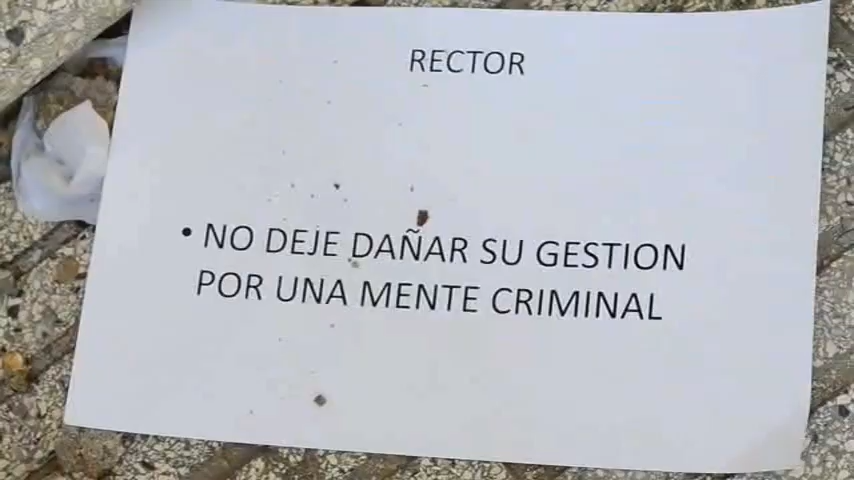 RECTOR
• NO DEJE DAÑAR SU GESTION
POR UNA MENTE CRIMINAL